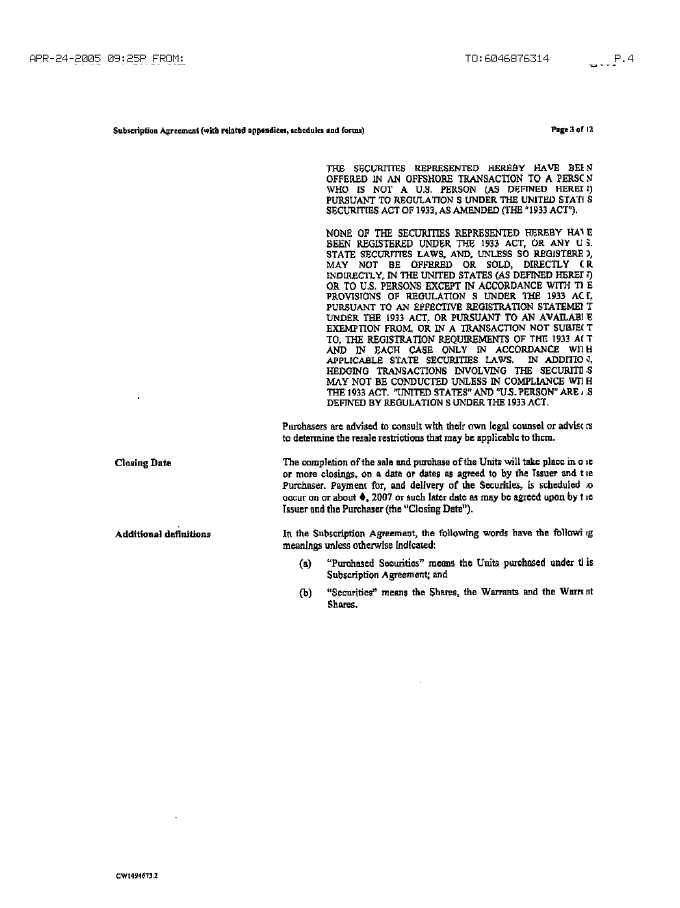 APR-24-2005 09:25P FROM: TO:6046876314 P.4
Subscription Agreement (with related appendices, schedules and forms) Page 3 of 12
THE SECURITIES REPRESENTED HEREBY HAVE BEEN
OFFERED IN AN OFFSHORE TRANSACTION TO A PERSON
WHO IS NOT A U.S. PERSON (AS DEFINED HEREIN)
PURSUANT TO REGULATION S UNDER THE UNITED STATES
SECURITIES ACT OF 1933, AS AMENDED (THE "1933 ACT").
NONE OF THE SECURITIES REPRESENTED HEREBY HAVE
BEEN REGISTERED UNDER THE 1933 ACT, OR ANY U.S.
STATE SECURITIES LAWS, AND, UNLESS SO REGISTERED,
MAY NOT BE OFFERED OR SOLD, DIRECTLY OR
INDIRECTLY, IN THE UNITED STATES (AS DEFINED HEREIN)
OR TO U.S. PERSONS EXCEPT IN ACCORDANCE WITH THE
PROVISIONS OF REGULATION S UNDER THE 1933 ACT,
PURSUANT TO AN EFFECTIVE REGISTRATION STATEMENT
UNDER THE 1933 ACT, OR PURSUANT TO AN AVAILABLE
EXEMPTION FROM, OR IN A TRANSACTION NOT SUBJECT
TO, THE REGISTRATION REQUIREMENTS OF THE 1933 ACT
AND IN EACH CASE ONLY IN ACCORDANCE WITH
APPLICABLE STATE SECURITIES LAWS. IN ADDITION,
HEDGING TRANSACTIONS INVOLVING THE SECURITIES
MAY NOT BE CONDUCTED UNLESS IN COMPLIANCE WITH
THE 1933 ACT. "UNITED STATES" AND "U.S. PERSON" ARE AS
DEFINED BY REGULATION S UNDER THE 1933 ACT.
Purchasers are advised to consult with their own legal counsel or advisors
to determine the resale restrictions that may be applicable to them.
Closing Date The completion of the sale and purchase of the Units will take place in one
or more closings, on a date or dates as agreed to by the Issuer and the
Purchaser. Payment for, and delivery of the Securities, is scheduled to
occur on or about ♦, 2007 or such later date as may be agreed upon by the
Issuer and the Purchaser (the "Closing Date").
Additional definitions In the Subscription Agreement, the following words have the following
meanings unless otherwise indicated:
(a) "Purchased Securities" means the Units purchased under this
Subscription Agreement; and
(b) "Securities" means the Shares, the Warrants and the Warrant
Shares.
CW1494673.2